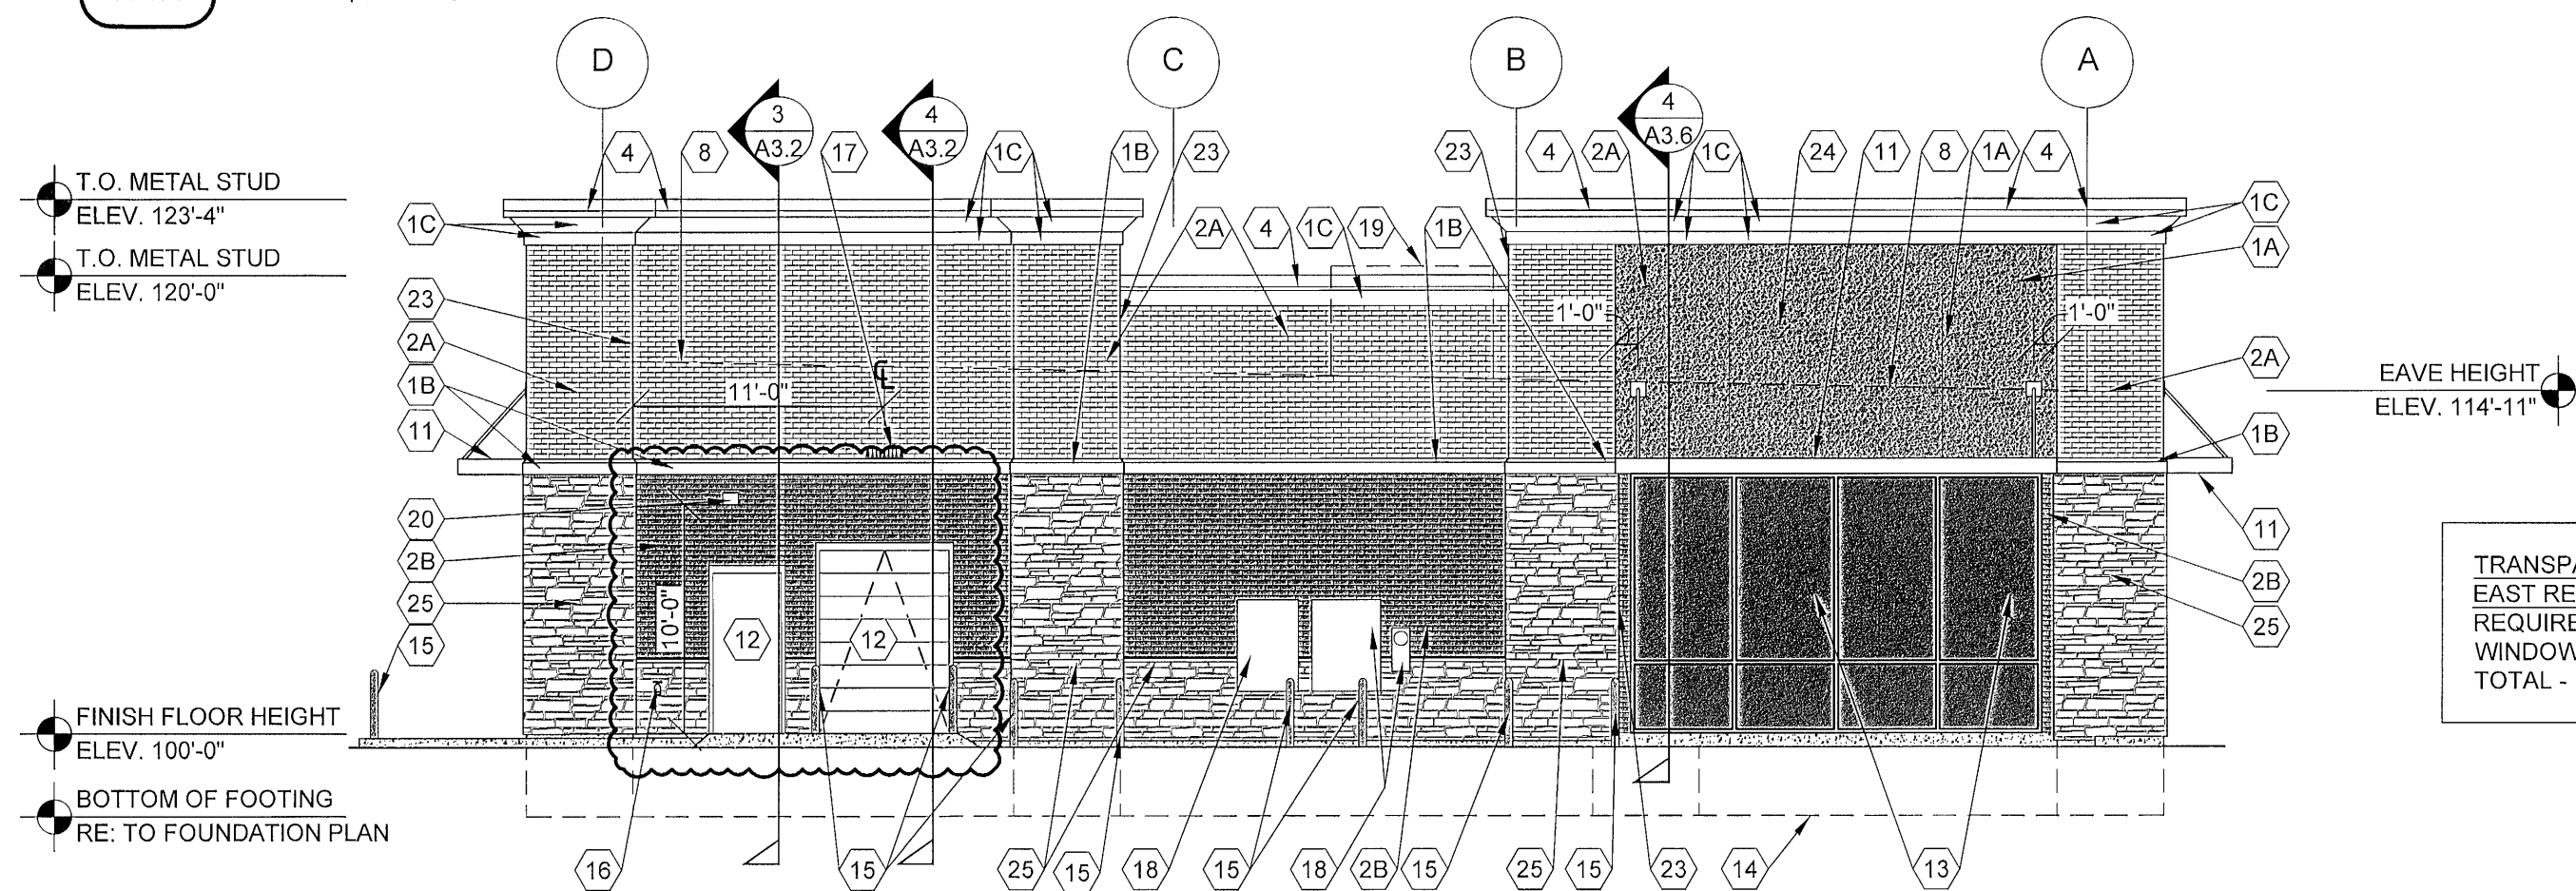 D
C
B
A
3
A3.2
4
A3.2
4
A3.6
4
8
17
1C
1B
23
23
4
2A
1C
24
11
8
1A
4
T.O. METAL STUD
ELEV. 123'-4"
1C
T.O. METAL STUD
ELEV. 120'-0"
2A
4
1C
19
1B
1C
1A
23
1'-0"
1'-0"
2A
1B
11'-0"
℄
2A
EAVE HEIGHT
ELEV. 114'-11"
11
1B
20
11
2B
2B
25
25
10'-0"
15
12
12
TRANSPA
EAST RE
REQUIRE
WINDOW
TOTAL -
FINISH FLOOR HEIGHT
ELEV. 100'-0"
BOTTOM OF FOOTING
RE: TO FOUNDATION PLAN
16
15
25
15
18
15
18
2B
15
25
15
23
14
13